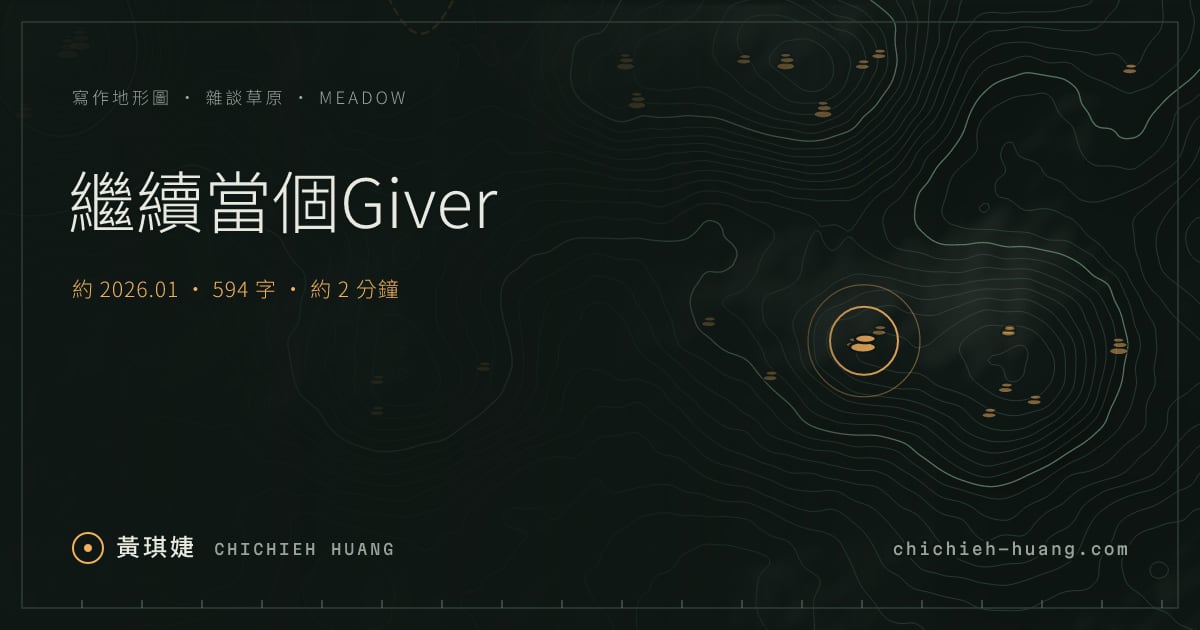 寫作地形圖 · 雜談草原 · MEADOW
繼續當個Giver
約 2026.01 · 594 字 · 約 2 分鐘
黃琪婕 CHICHIEH HUANG
chichieh-huang.com